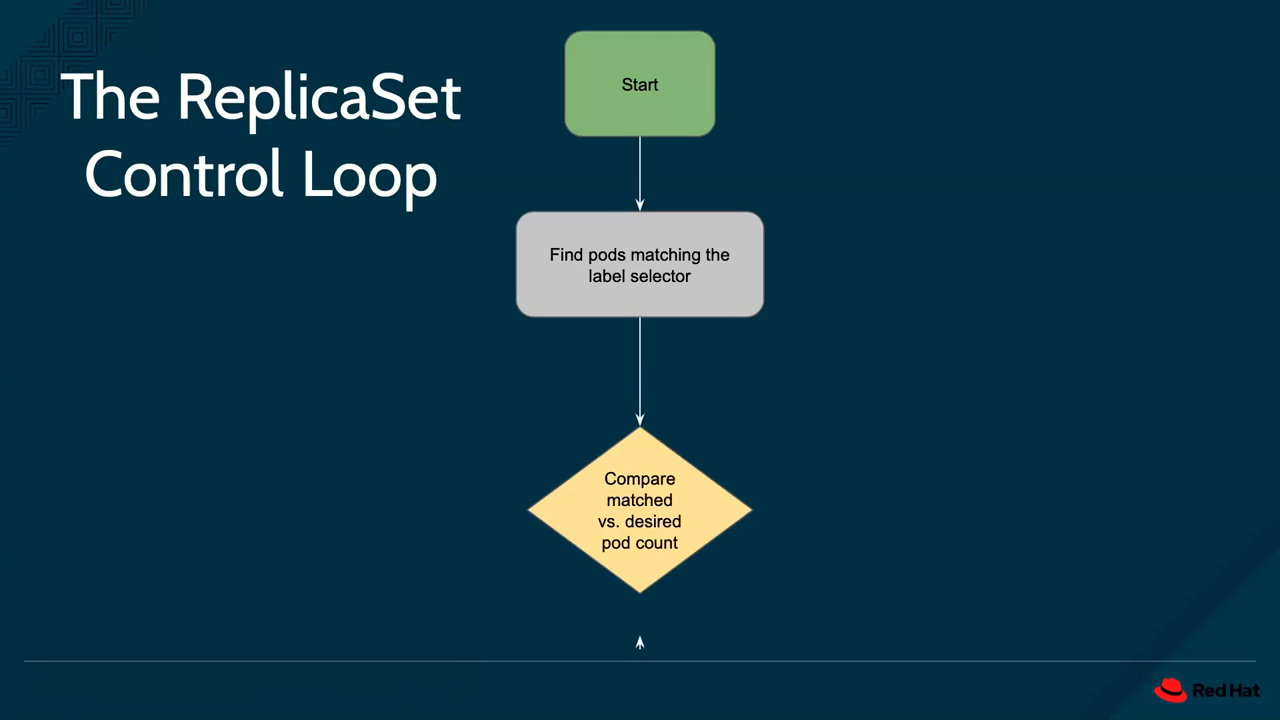 The ReplicaSet
Control Loop
Start
Find pods matching the
label selector
Compare
matched
vs. desired
pod count
Red Hat